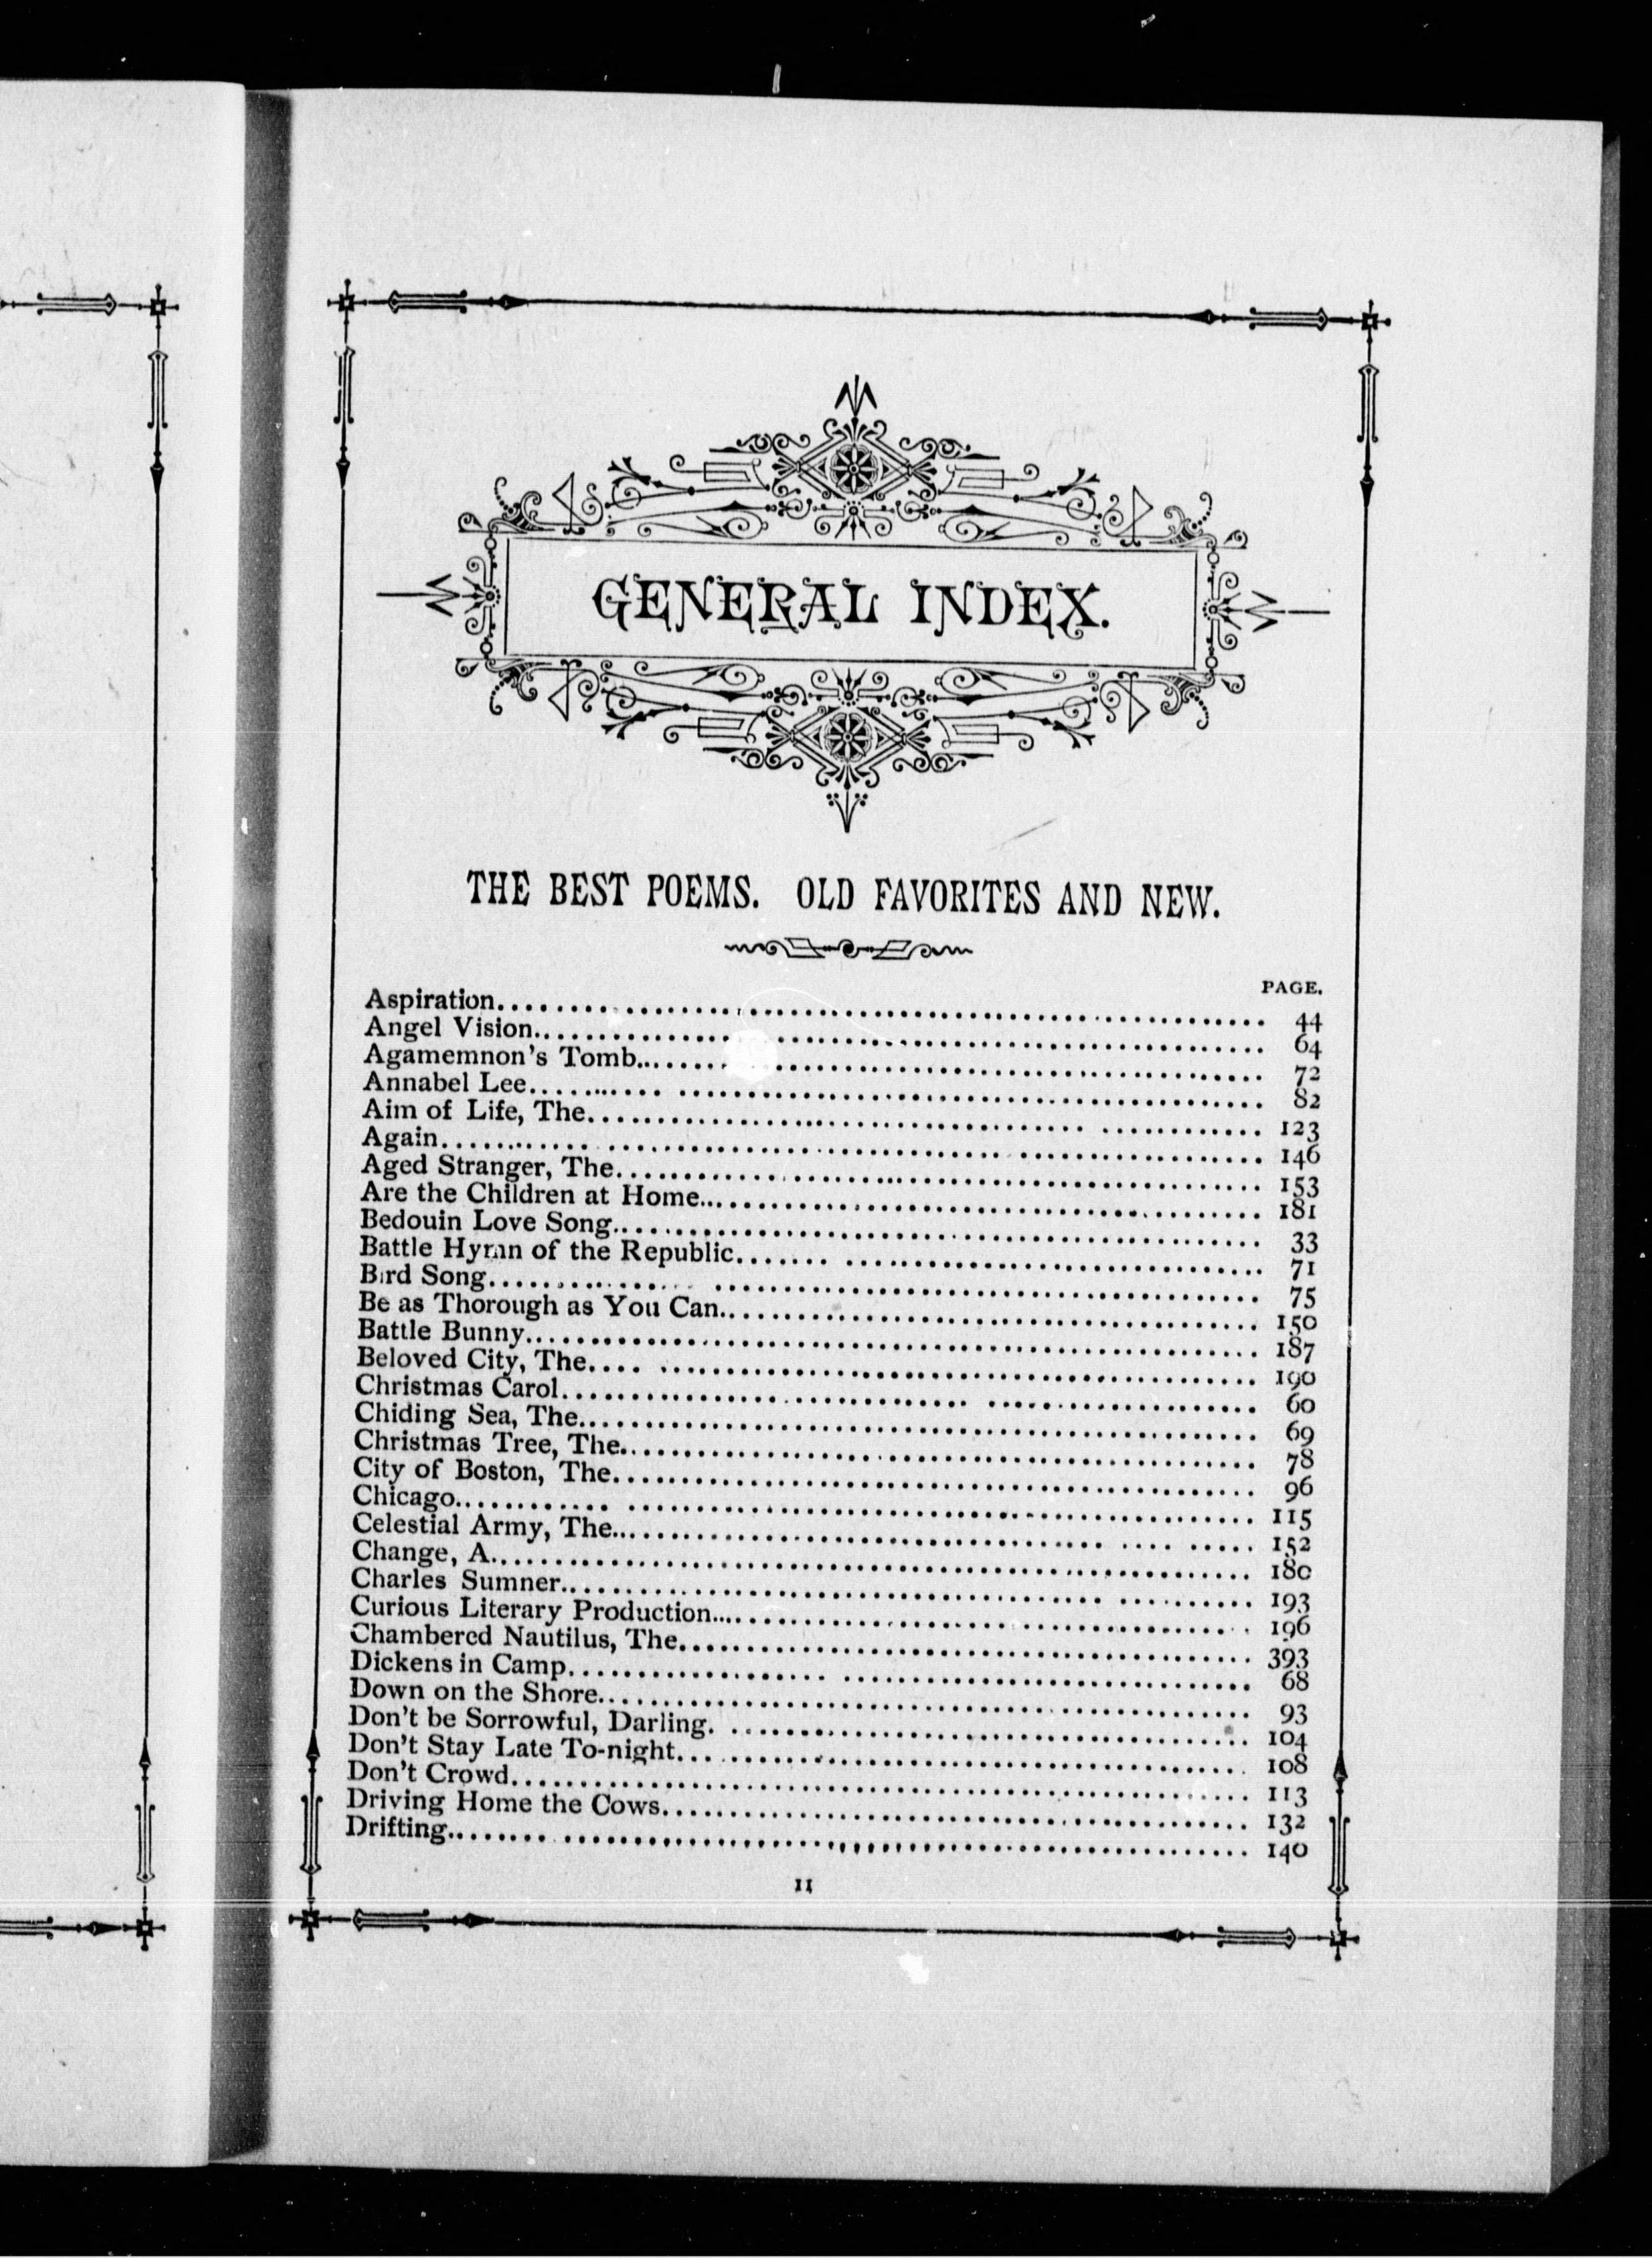 GENERAL INDEX.
THE BEST POEMS. OLD FAVORITES AND NEW.
PAGE.
Aspiration 44
Angel Vision 64
Agamemnon's Tomb 72
Annabel Lee 82
Aim of Life, The 123
Again 146
Aged Stranger, The 153
Are the Children at Home 181
Bedouin Love Song 33
Battle Hymn of the Republic 71
Bird Song 75
Be as Thorough as You Can 150
Battle Bunny 187
Beloved City, The 190
Christmas Carol 60
Chiding Sea, The 69
Christmas Tree, The 78
City of Boston, The 96
Chicago 115
Celestial Army, The 152
Change, A 180
Charles Sumner 193
Curious Literary Production 196
Chambered Nautilus, The 393
Dickens in Camp 68
Down on the Shore 93
Don't be Sorrowful, Darling 104
Don't Stay Late To-night 108
Don't Crowd 113
Driving Home the Cows 132
Drifting 140
11